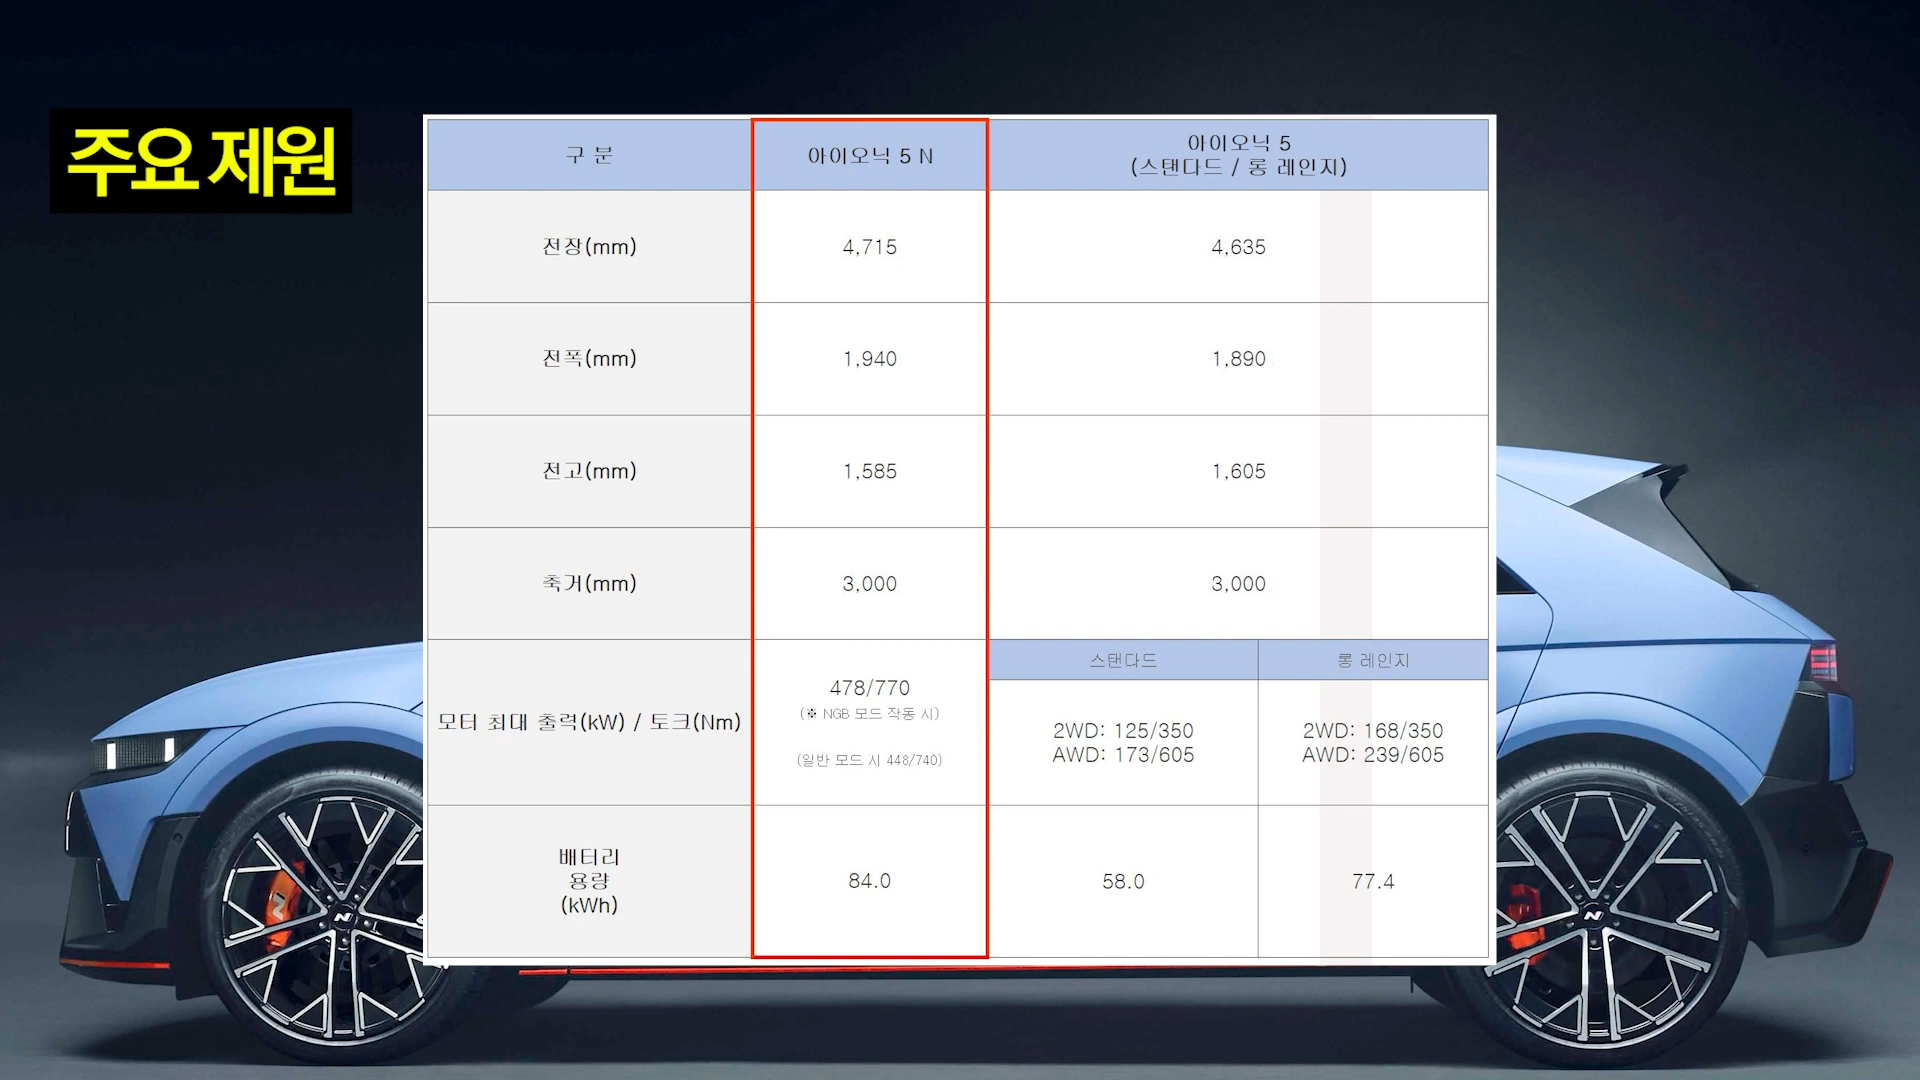 주요 제원
구 분
아이오닉 5 N
아이오닉 5
(스탠다드 / 롱 레인지)
전장(mm)
4,715
4,635
전폭(mm)
1,940
1,890
전고(mm)
1,585
1,605
축거(mm)
3,000
3,000
모터 최대 출력(kW) / 토크(Nm)
478/770
(※ NGB 모드 작동 시)
(일반 모드 시 448/740)
스탠다드
롱 레인지
2WD: 125/350
AWD: 173/605
2WD: 168/350
AWD: 239/605
배터리
용량
(kWh)
84.0
58.0
77.4
N
N
N